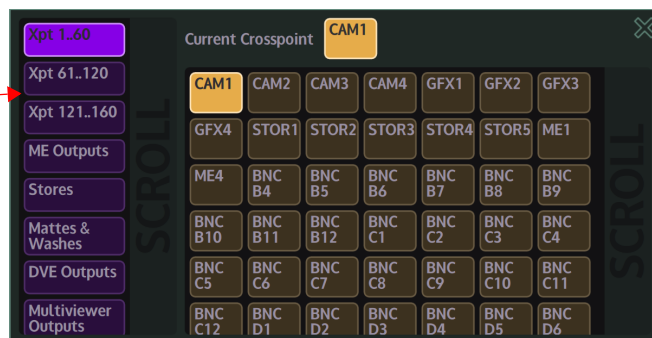 Xpt 1..60
Current Crosspoint
CAM1
Xpt 61..120
Xpt 121..160
ME Outputs
Stores
Mattes &
Washes
DVE Outputs
Multiviewer
Outputs
SCROLL
CAM1 CAM2 CAM3 CAM4 GFX1 GFX2 GFX3
GFX4 STOR1 STOR2 STOR3 STOR4 STOR5 ME1
ME4 BNC B4 BNC B5 BNC B6 BNC B7 BNC B8 BNC B9
BNC B10 BNC B11 BNC B12 BNC C1 BNC C2 BNC C3 BNC C4
BNC C5 BNC C6 BNC C7 BNC C8 BNC C9 BNC C10 BNC C11
BNC C12 BNC D1 BNC D2 BNC D3 BNC D4 BNC D5 BNC D6
SCROLL